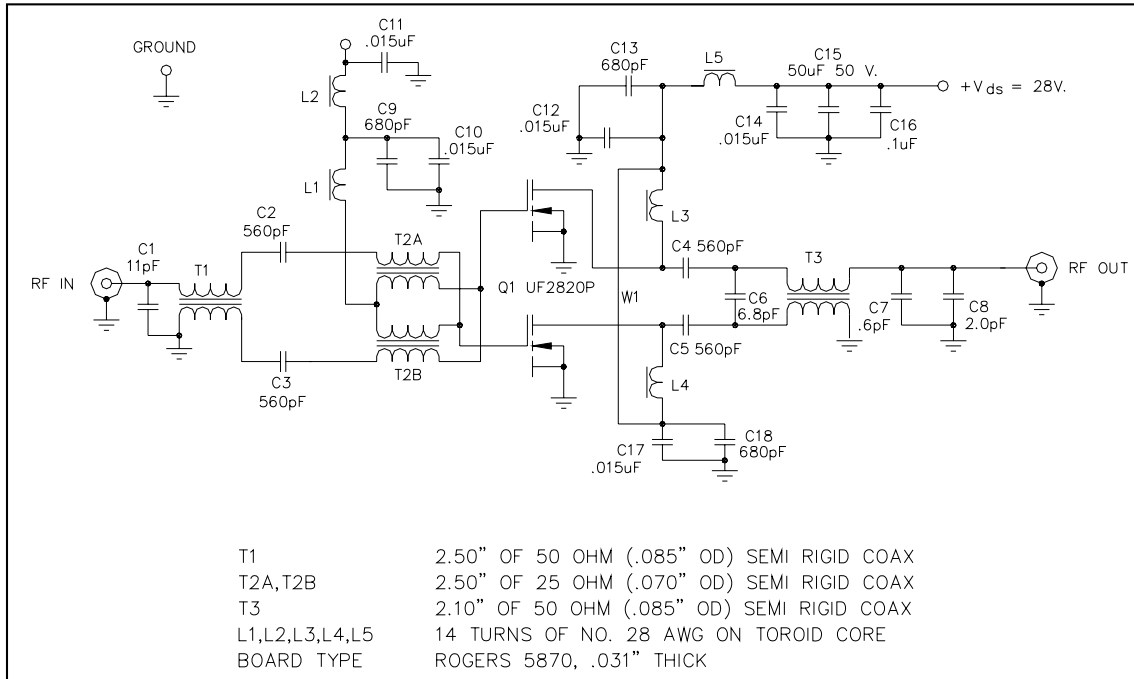 GROUND
C11
.015uF
L2
C9
680pF
C10
.015uF
L1
C13
680pF
L5
C15
50uF 50 V.
+Vds = 28V.
C12
.015uF
C14
.015uF
C16
.1uF
L3
C2
560pF
T2A
C4 560pF
T3
C1
11pF
T1
RF IN
RF OUT
Q1 UF2820P
W1
C6
6.8pF
C7
.6pF
C8
2.0pF
C5 560pF
T2B
C3
560pF
L4
C17
.015uF
C18
680pF
T1 2.50" OF 50 OHM (.085" OD) SEMI RIGID COAX
T2A,T2B 2.50" OF 25 OHM (.070" OD) SEMI RIGID COAX
T3 2.10" OF 50 OHM (.085" OD) SEMI RIGID COAX
L1,L2,L3,L4,L5 14 TURNS OF NO. 28 AWG ON TOROID CORE
BOARD TYPE ROGERS 5870, .031" THICK